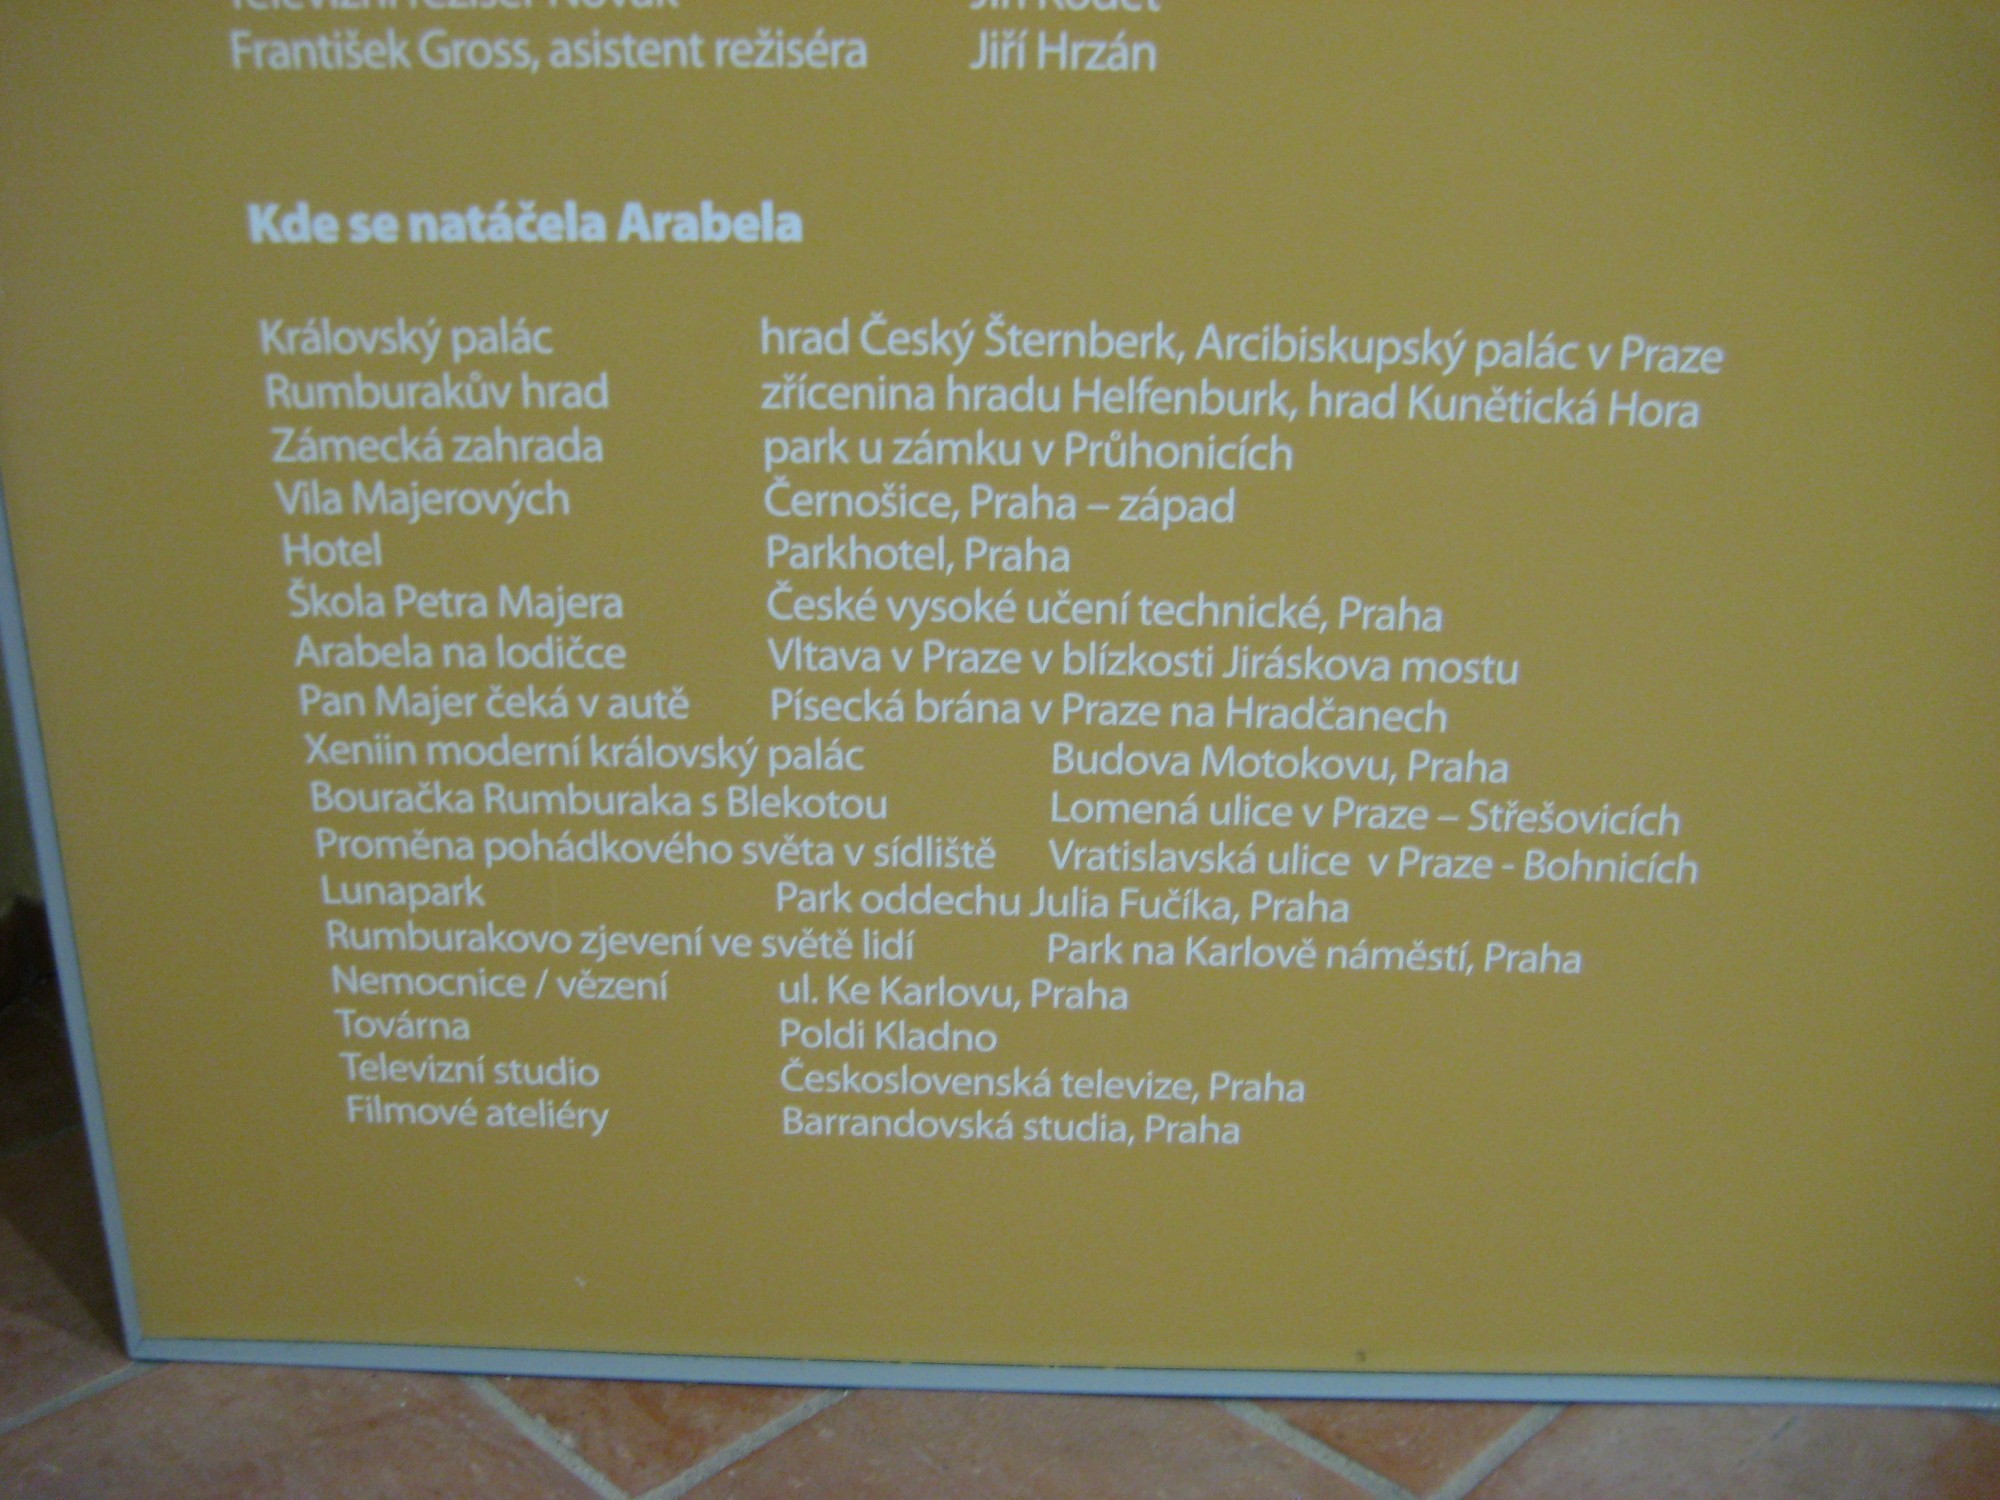 Televizní režisér Novák Jiří Kodet
František Gross, asistent režiséra Jiří Hrzán
Kde se natáčela Arabela
Královský palác hrad Český Šternberk, Arcibiskupský palác v Praze
Rumburakův hrad zřícenina hradu Helfenburk, hrad Kunětická Hora
Zámecká zahrada park u zámku v Průhonicích
Vila Majerových Černošice, Praha – západ
Hotel Parkhotel, Praha
Škola Petra Majera České vysoké učení technické, Praha
Arabela na lodičce Vltava v Praze v blízkosti Jiráskova mostu
Pan Majer čeká v autě Písecká brána v Praze na Hradčanech
Xeniin moderní královský palác Budova Motokovu, Praha
Bouračka Rumburaka s Blekotou Lomená ulice v Praze – Střešovicích
Proměna pohádkového světa v sídliště Vratislavská ulice v Praze - Bohnicích
Lunapark Park oddechu Julia Fučíka, Praha
Rumburakovo zjevení ve světě lidí Park na Karlově náměstí, Praha
Nemocnice / vězení ul. Ke Karlovu, Praha
Továrna Poldi Kladno
Televizní studio Československá televize, Praha
Filmové ateliéry Barrandovská studia, Praha